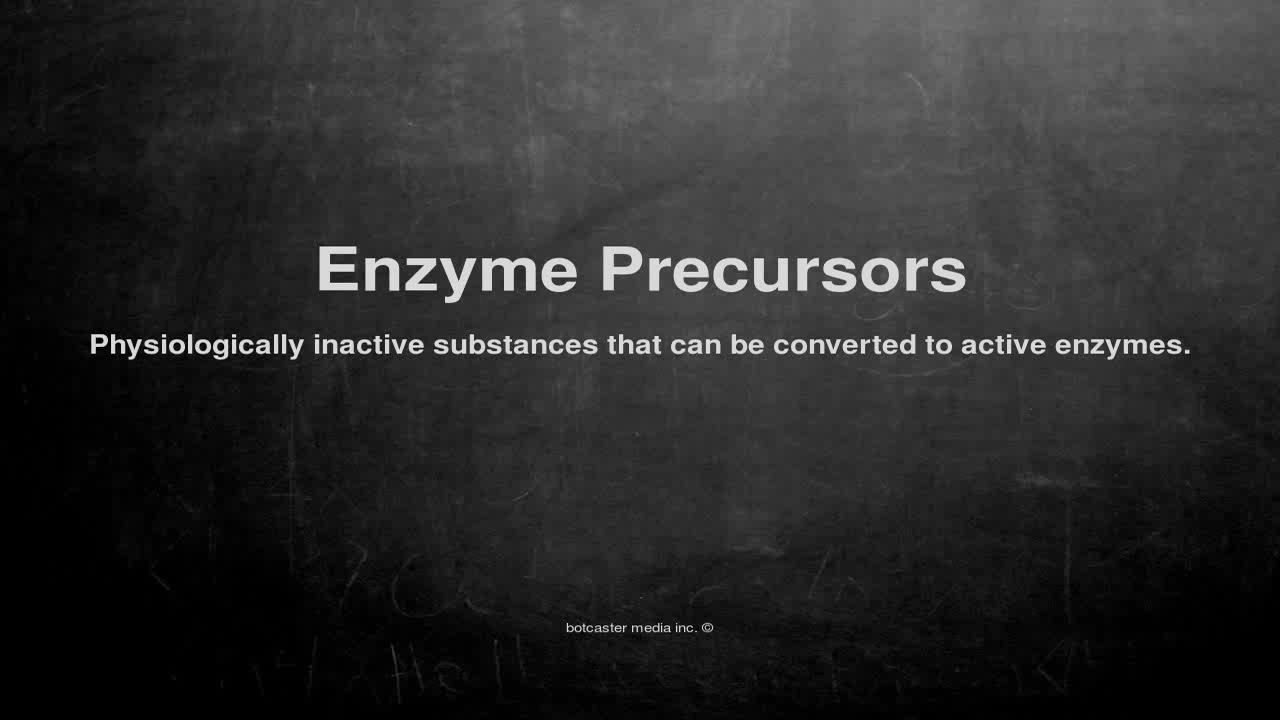 Enzyme Precursors
Physiologically inactive substances that can be converted to active enzymes.
botcaster media inc. ©